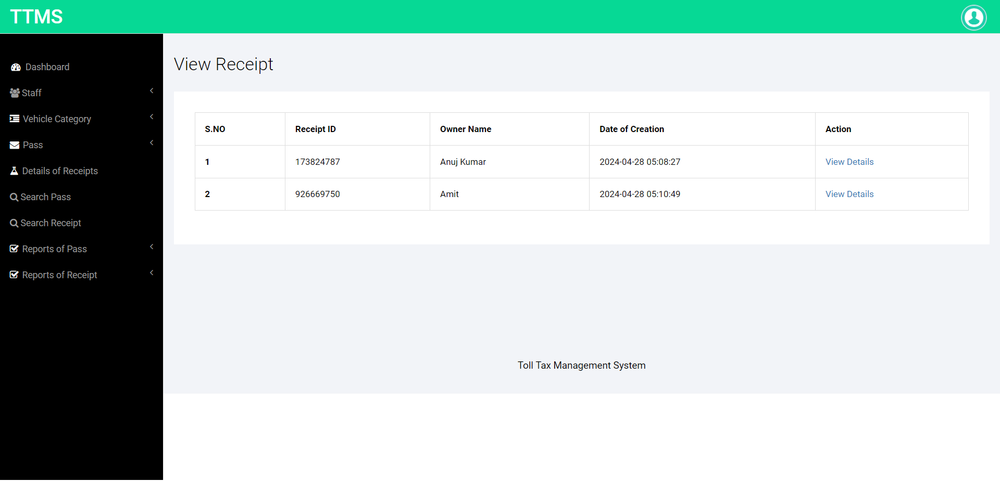 TTMS
Dashboard
Staff
Vehicle Category
Pass
Details of Receipts
Search Pass
Search Receipt
Reports of Pass
Reports of Receipt
View Receipt
S.NO Receipt ID Owner Name Date of Creation Action
1 173824787 Anuj Kumar 2024-04-28 05:08:27 View Details
2 926669750 Amit 2024-04-28 05:10:49 View Details
Toll Tax Management System